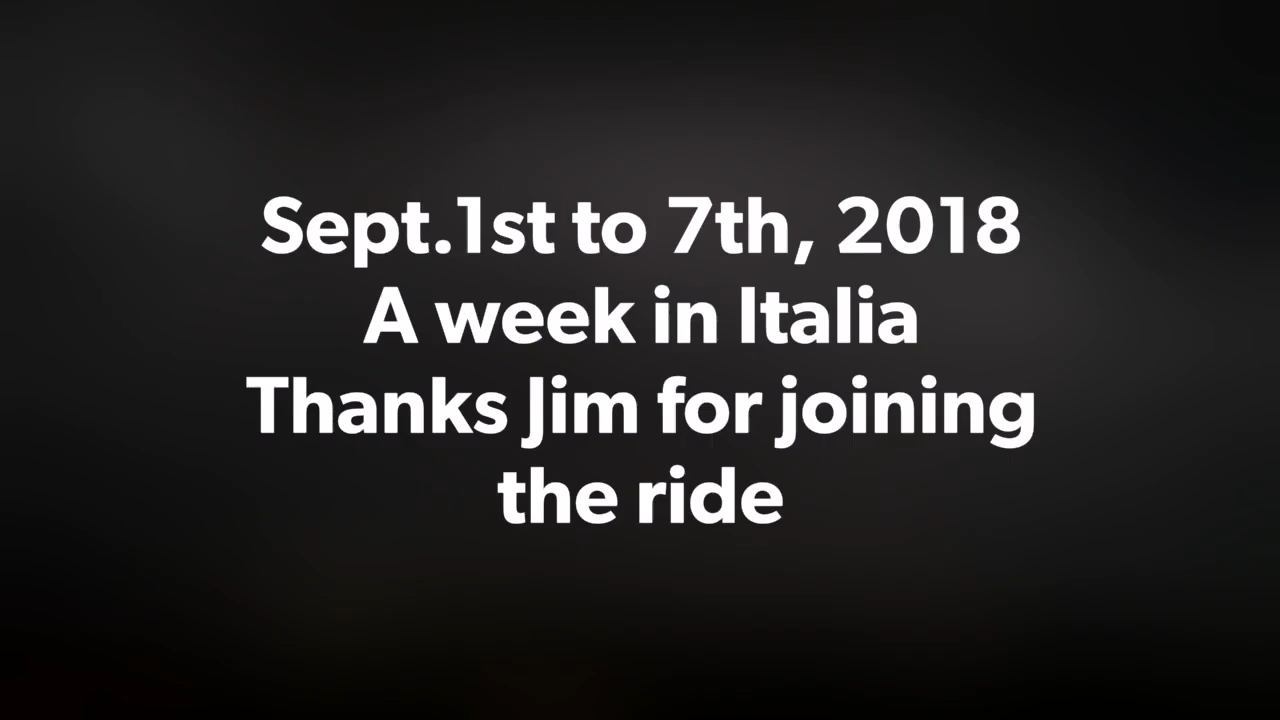 Sept.1st to 7th, 2018
A week in Italia
Thanks Jim for joining
the ride